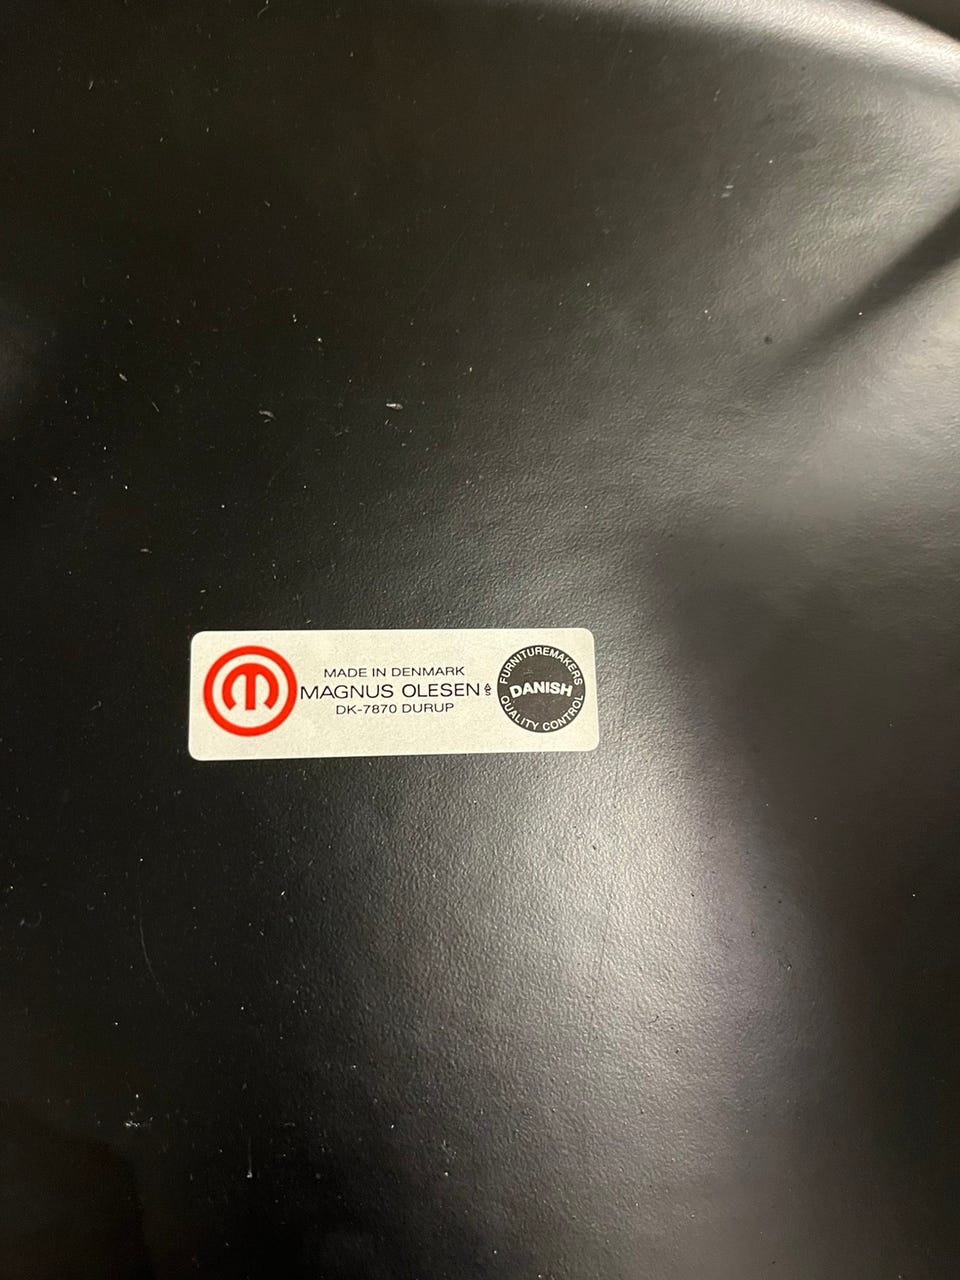 MADE IN DENMARK
MAGNUS OLESEN
DK-7870 DURUP
FURNITUREMAKERS
DANISH
QUALITY CONTROL